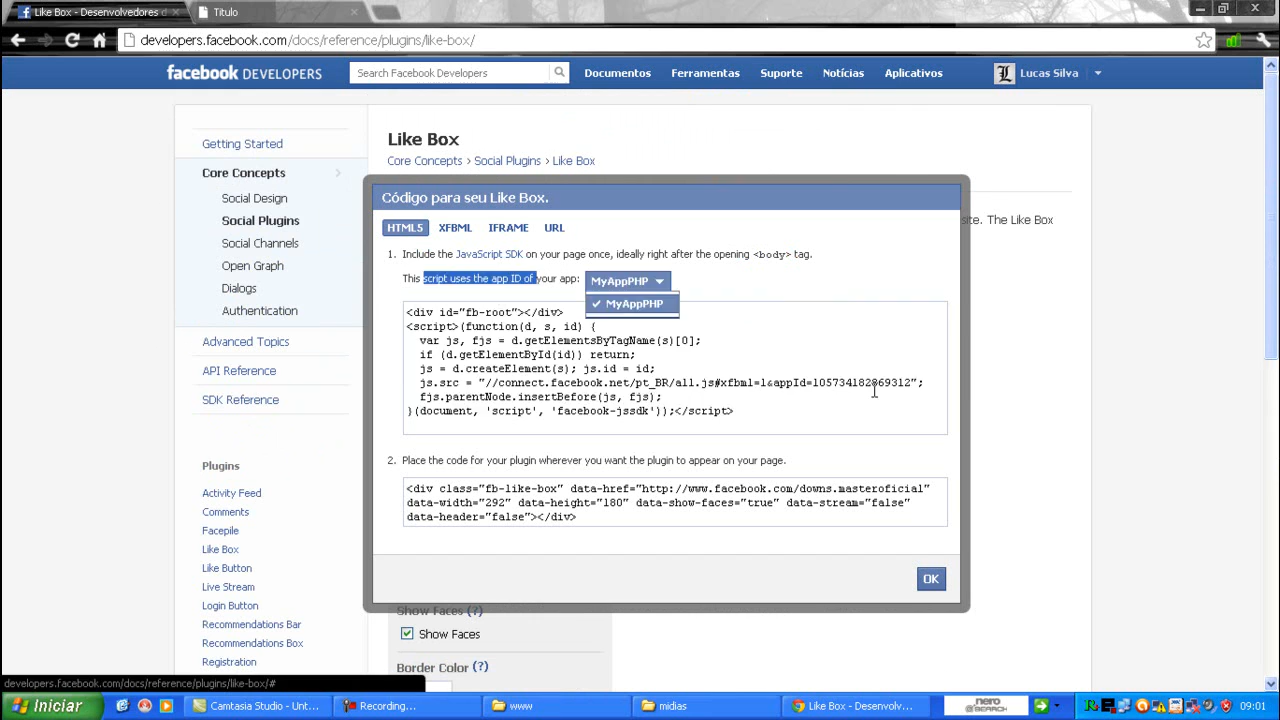 Like Box - Desenvolvedores d
Titulo
developers.facebook.com/docs/reference/plugins/like-box/
facebook DEVELOPERS
Search Facebook Developers
Documentos
Ferramentas
Suporte
Notícias
Aplicativos
Lucas Silva
Getting Started
Core Concepts
Social Design
Social Plugins
Social Channels
Open Graph
Dialogs
Authentication
Advanced Topics
API Reference
SDK Reference
Plugins
Activity Feed
Comments
Facepile
Like Box
Like Button
Live Stream
Login Button
Recommendations Bar
Recommendations Box
Registration
Like Box
Core Concepts › Social Plugins › Like Box
site. The Like Box
Código para seu Like Box.
HTML5 XFBML IFRAME URL
1. Include the JavaScript SDK on your page once, ideally right after the opening <body> tag.
This script uses the app ID of your app: MyAppPHP
MyAppPHP
<div id="fb-root"></div>
<script>(function(d, s, id) {
var js, fjs = d.getElementsByTagName(s)[0];
if (d.getElementById(id)) return;
js = d.createElement(s); js.id = id;
js.src = "//connect.facebook.net/pt_BR/all.js#xfbml=1&appId=105734182869312";
fjs.parentNode.insertBefore(js, fjs);
}(document, 'script', 'facebook-jssdk'));</script>
2. Place the code for your plugin wherever you want the plugin to appear on your page.
<div class="fb-like-box" data-href="http://www.facebook.com/downs.masteroficial"
data-width="292" data-height="180" data-show-faces="true" data-stream="false"
data-header="false"></div>
OK
Show Faces (?)
Show Faces
Border Color (?)
developers.facebook.com/docs/reference/plugins/like-box/#
Iniciar
Camtasia Studio - Unt...
Recording...
www
midias
Like Box - Desenvolv...
nero
SEARCH
09:01